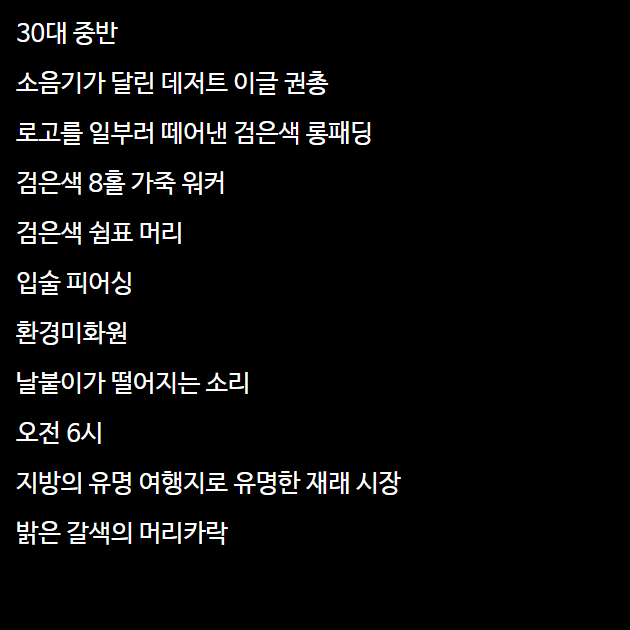 30대 중반
소음기가 달린 데저트 이글 권총
로고를 일부러 떼어낸 검은색 롱패딩
검은색 8홀 가죽 워커
검은색 쉼표 머리
입술 피어싱
환경미화원
날붙이가 떨어지는 소리
오전 6시
지방의 유명 여행지로 유명한 재래 시장
밝은 갈색의 머리카락